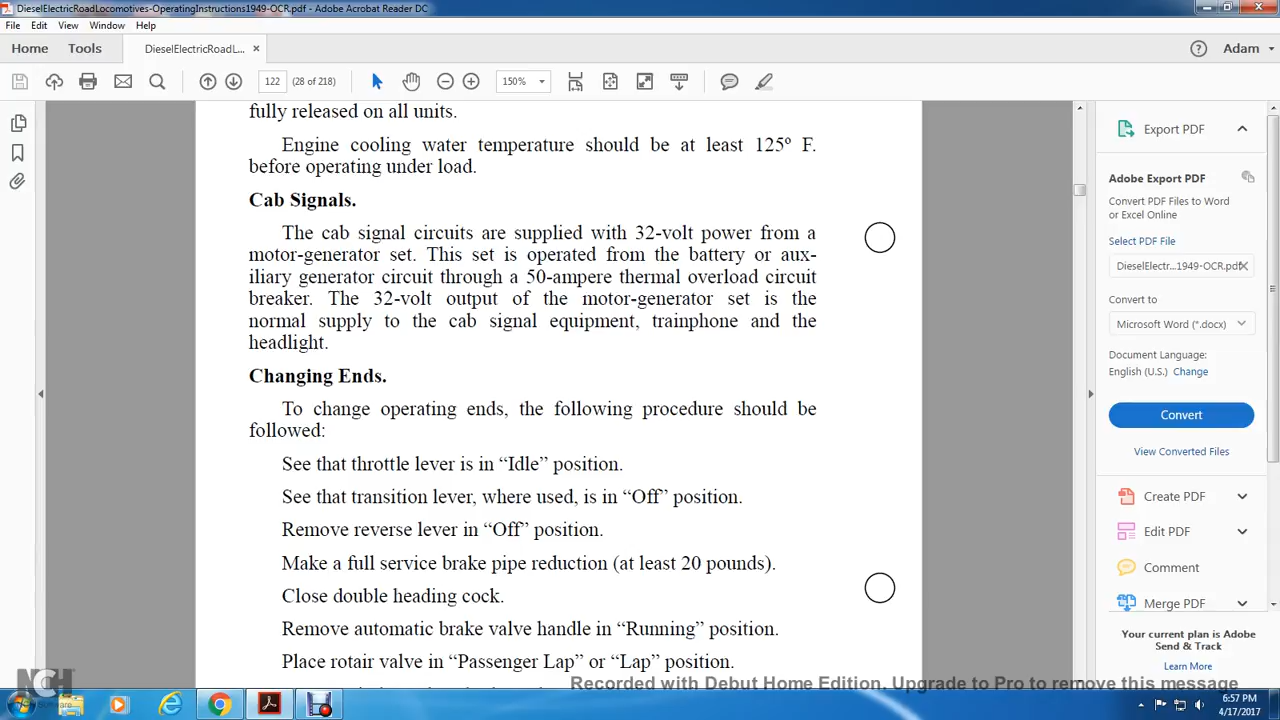 DieselElectricRoadLocomotives-OperatingInstructions1949-OCR.pdf - Adobe Acrobat Reader DC
File Edit View Window Help
Home Tools DieselElectricRoadL... × Adam
122 (28 of 218) 150%
fully released on all units.
Engine cooling water temperature should be at least 125º F.
before operating under load.
Cab Signals.
The cab signal circuits are supplied with 32-volt power from a
motor-generator set. This set is operated from the battery or aux-
iliary generator circuit through a 50-ampere thermal overload circuit
breaker. The 32-volt output of the motor-generator set is the
normal supply to the cab signal equipment, trainphone and the
headlight.
Changing Ends.
To change operating ends, the following procedure should be
followed:
See that throttle lever is in “Idle” position.
See that transition lever, where used, is in “Off” position.
Remove reverse lever in “Off” position.
Make a full service brake pipe reduction (at least 20 pounds).
Close double heading cock.
Remove automatic brake valve handle in “Running” position.
Place rotair valve in “Passenger Lap” or “Lap” position.
Export PDF
Adobe Export PDF
Convert PDF Files to Word
or Excel Online
Select PDF File
DieselElectr...1949-OCR.pdf
Convert to
Microsoft Word (*.docx)
Document Language:
English (U.S.) Change
Convert
View Converted Files
Create PDF
Edit PDF
Comment
Merge PDF
Your current plan is Adobe
Send & Track
Learn More
NCH
Software
Recorded with Debut Home Edition. Upgrade to Pro to remove this message
6:57 PM
4/17/2017